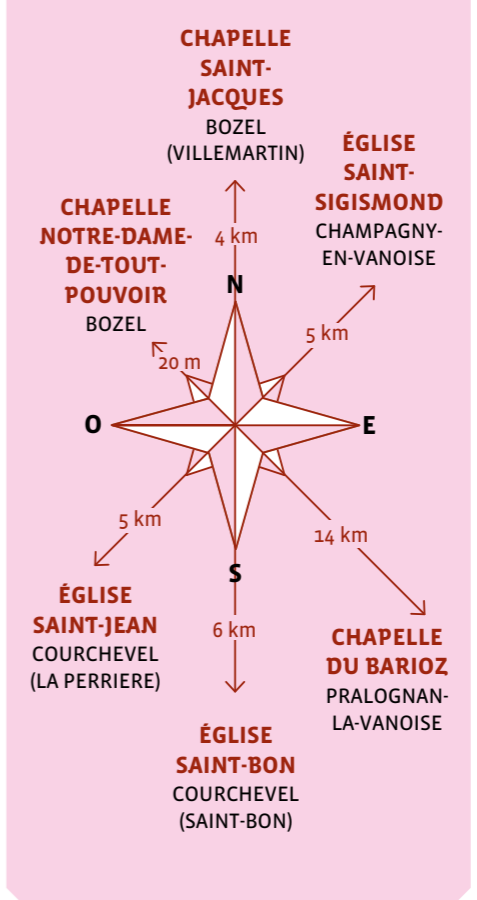 CHAPELLE
SAINT-
JACQUES
BOZEL
(VILLEMARTIN)
ÉGLISE
SAINT-
SIGISMOND
CHAMPAGNY-
EN-VANOISE
CHAPELLE
NOTRE-DAME-
DE-TOUT-
POUVOIR
BOZEL
4 km
N
5 km
20 m
O
E
5 km
14 km
S
ÉGLISE
SAINT-JEAN
COURCHEVEL
(LA PERRIERE)
6 km
CHAPELLE
DU BARIOZ
PRALOGNAN-
LA-VANOISE
ÉGLISE
SAINT-BON
COURCHEVEL
(SAINT-BON)